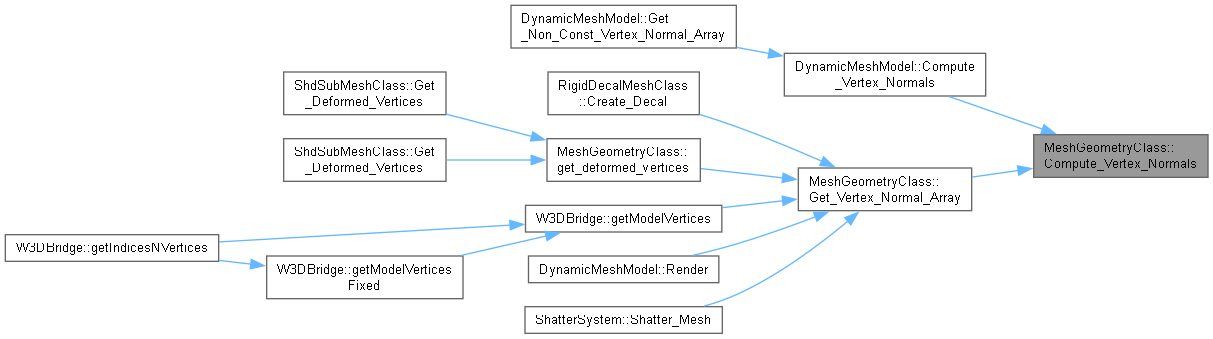 DynamicMeshModel::Get
_Non_Const_Vertex_Normal_Array
DynamicMeshModel::Compute
_Vertex_Normals
ShdSubMeshClass::Get
_Deformed_Vertices
RigidDecalMeshClass
::Create_Decal
ShdSubMeshClass::Get
_Deformed_Vertices
MeshGeometryClass::
get_deformed_vertices
MeshGeometryClass::
Compute_Vertex_Normals
MeshGeometryClass::
Get_Vertex_Normal_Array
W3DBridge::getModelVertices
W3DBridge::getIndicesNVertices
W3DBridge::getModelVertices
Fixed
DynamicMeshModel::Render
ShatterSystem::Shatter_Mesh